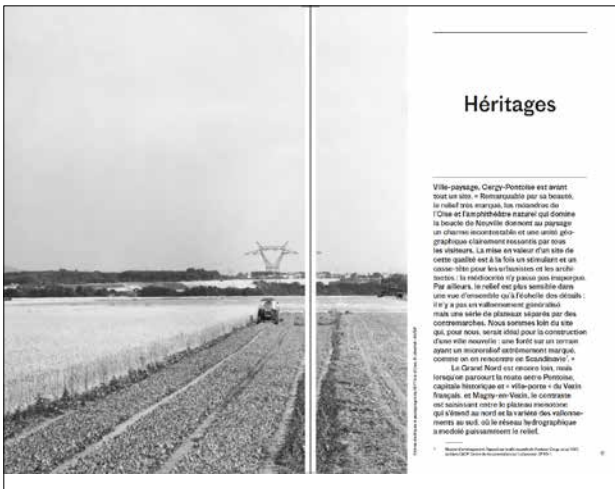 Héritages
Ville-paysage, Cergy-Pontoise est avant
tout un site. « Remarquable par sa beauté,
le relief très marqué, les méandres de
l'Oise et l'amphithéâtre naturel qui domine
la boucle de Neuville donnent au paysage
un charme incontestable et une unité géo-
graphique clairement ressentis par tous
les visiteurs. La mise en valeur d'un site de
cette qualité est à la fois un stimulant et un
casse-tête pour les urbanistes et les archi-
tectes : la médiocrité n'y passe pas inaperçue.
Par ailleurs, le relief est plus sensible dans
une vue d'ensemble qu'à l'échelle des détails :
il n'y a pas un vallonnement généralisé
mais une série de plateaux séparés par des
contremarches. Nous sommes loin du site
qui, pour nous, serait idéal pour la construction
d'une ville nouvelle : une forêt sur un terrain
ayant un microrelief extrêmement marqué,
comme on en rencontre en Scandinavie¹. »
Le Grand Nord est encore loin, mais
lorsqu'on parcourt la route entre Pontoise,
capitale historique et « ville-porte » du Vexin
français, et Magny-en-Vexin, le contraste
est saisissant entre le plateau monotone
qui s'étend au nord et la variété des vallonne-
ments au sud, où le réseau hydrographique
a modelé puissamment le relief.